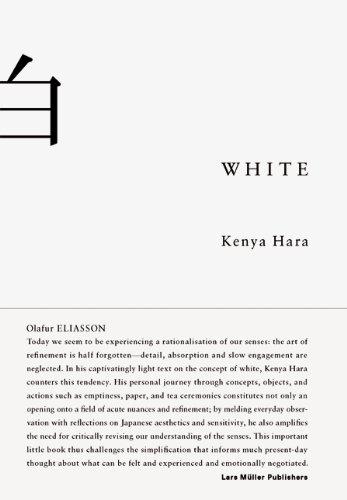 白
WHITE
Kenya Hara
Olafur ELIASSON
Today we seem to be experiencing a rationalisation of our senses: the art of
refinement is half forgotten—detail, absorption and slow engagement are
neglected. In his captivatingly light text on the concept of white, Kenya Hara
counters this tendency. His personal journey through concepts, objects, and
actions such as emptiness, paper, and tea ceremonies constitutes not only an
opening onto a field of acute nuances and refinement; by melding everyday obser-
vation with reflections on Japanese aesthetics and sensitivity, he also amplifies
the need for critically revising our understanding of the senses. This important
little book thus challenges the simplification that informs much present-day
thought about what can be felt and experienced and emotionally negotiated.
Lars Müller Publishers